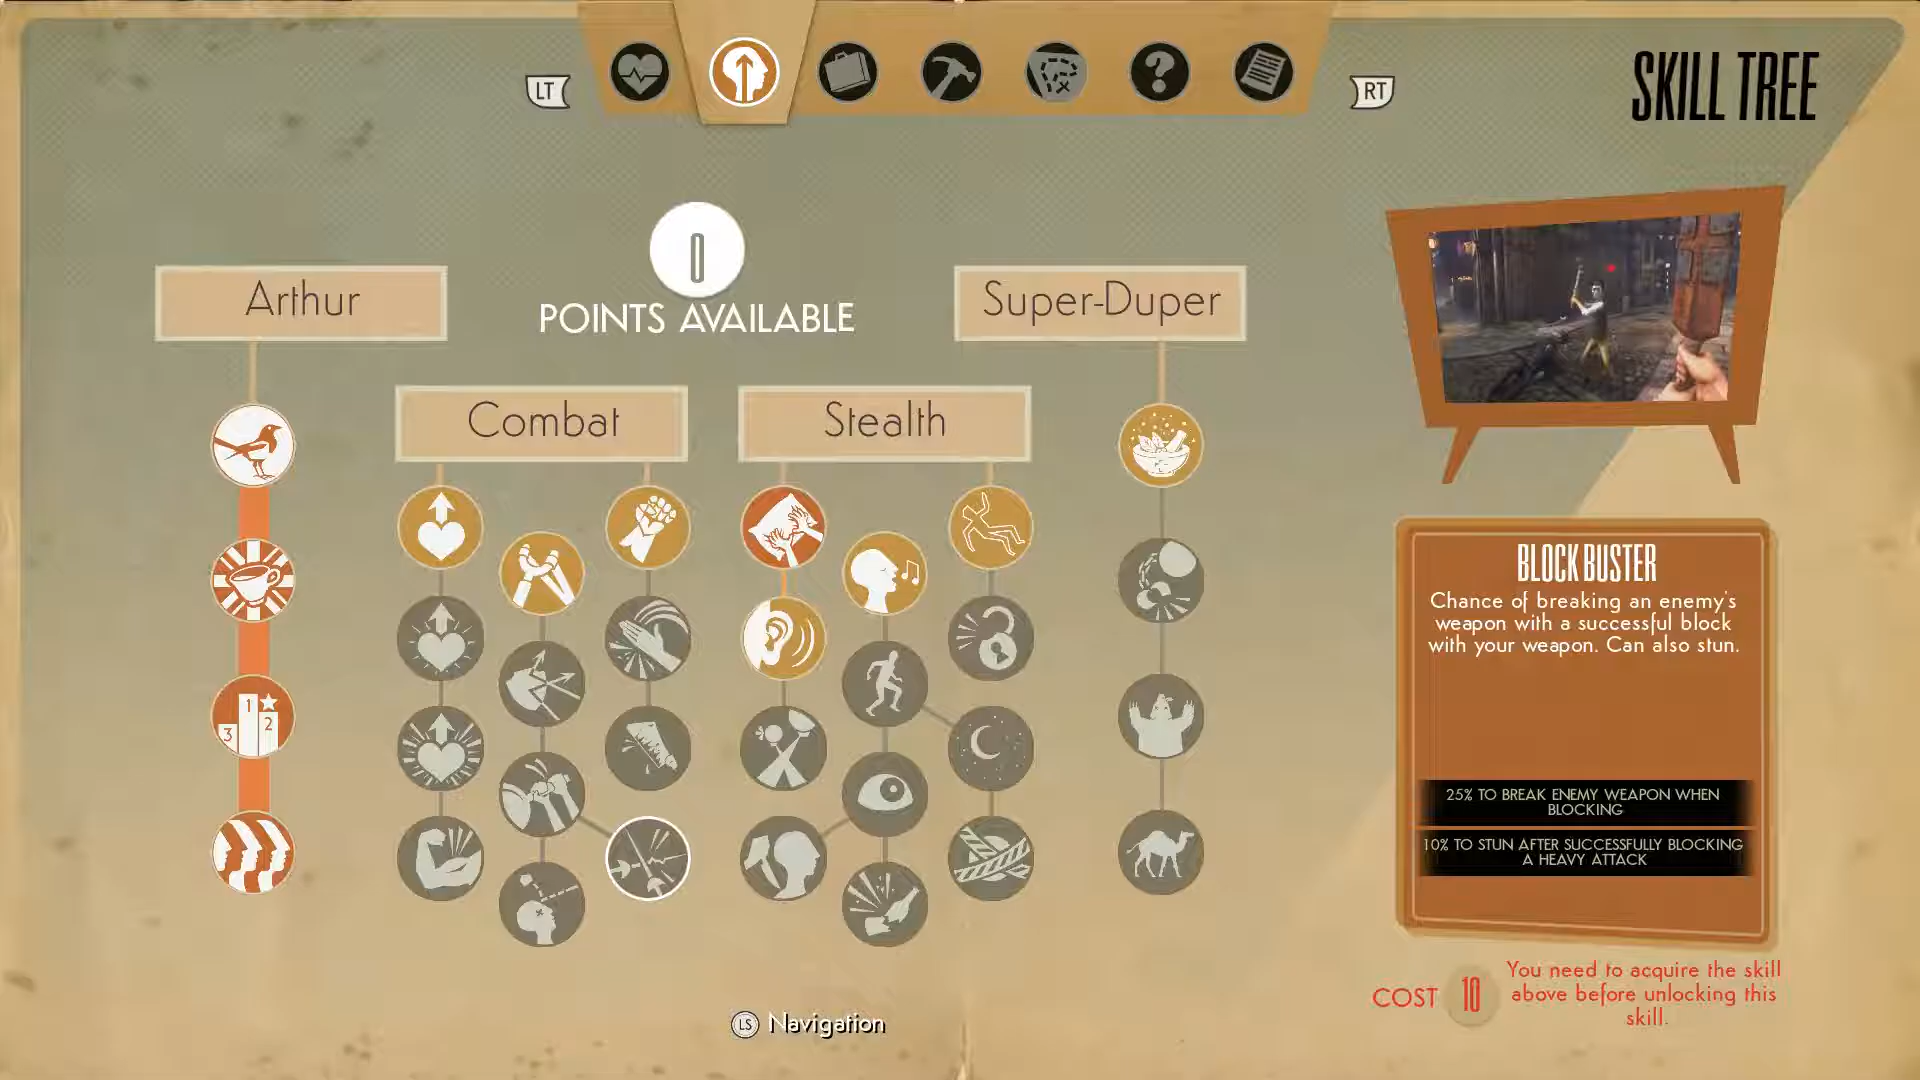 LT
RT
SKILL TREE
0
POINTS AVAILABLE
Arthur
Super-Duper
Combat
Stealth
1
2
3
BLOCK BUSTER
Chance of breaking an enemy's
weapon with a successful block
with your weapon. Can also stun.
25% TO BREAK ENEMY WEAPON WHEN
BLOCKING
10% TO STUN AFTER SUCCESSFULLY BLOCKING
A HEAVY ATTACK
COST 10
You need to acquire the skill
above before unlocking this
skill.
LS Navigation